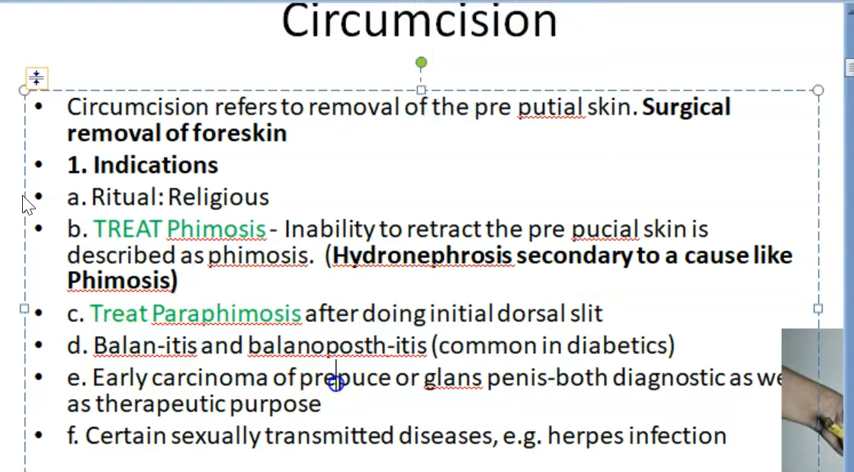 Circumcision
• Circumcision refers to removal of the pre putial skin. Surgical
removal of foreskin
• 1. Indications
• a. Ritual: Religious
• b. TREAT Phimosis - Inability to retract the pre pucial skin is
described as phimosis. (Hydronephrosis secondary to a cause like
Phimosis)
• c. Treat Paraphimosis after doing initial dorsal slit
• d. Balan-itis and balanoposth-itis (common in diabetics)
• e. Early carcinoma of prepuce or glans penis-both diagnostic as
as therapeutic purpose
• f. Certain sexually transmitted diseases, e.g. herpes infection